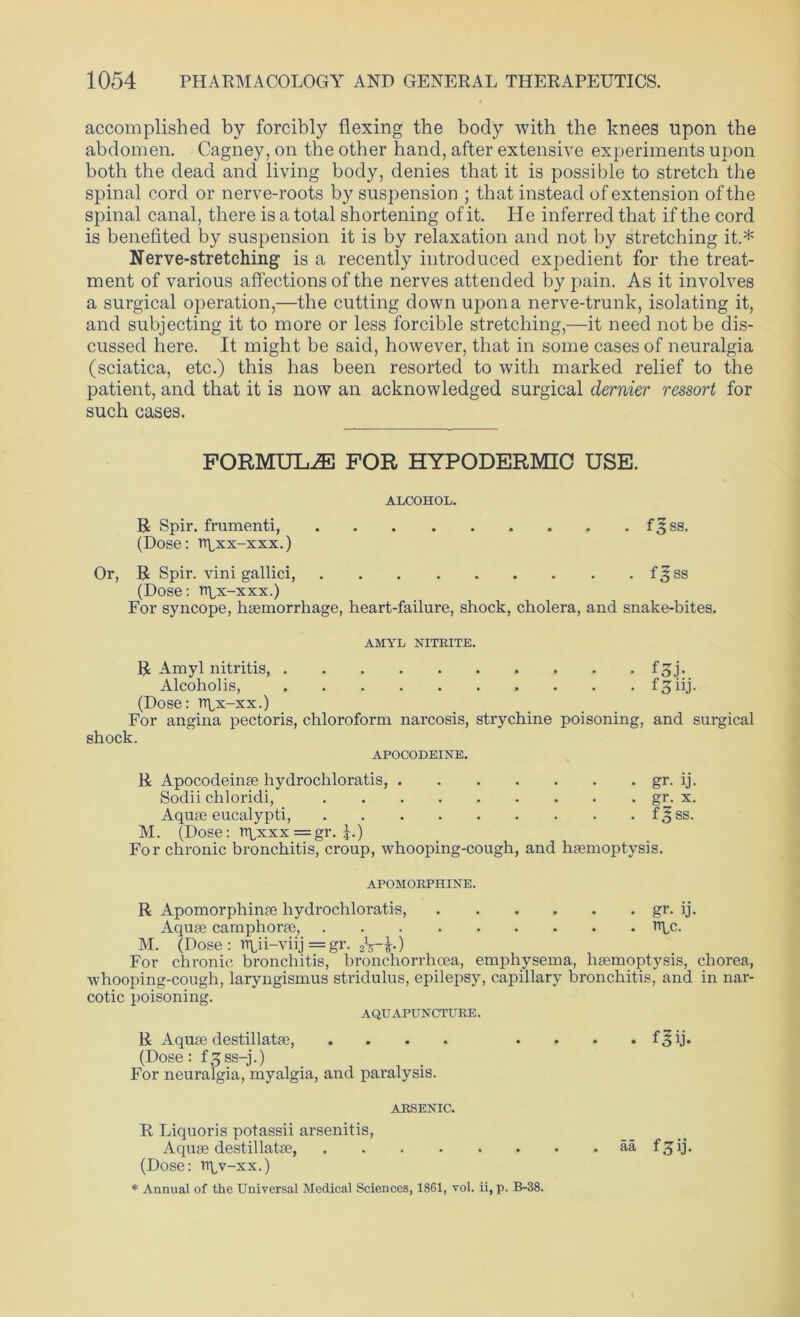 1054 PHARMACOLOGY AND GENERAL THERAPEUTICS.
accomplished by forcibly flexing the body with the knees upon the
abdomen. Cagney, on the other hand, after extensive experiments upon
both the dead and living body, denies that it is possible to stretch the
spinal cord or nerve-roots by suspension ; that instead of extension of the
spinal canal, there is a total shortening of it. He inferred that if the cord
is benefited by suspension it is by relaxation and not by stretching it.*
Nerve-stretching is a recently introduced expedient for the treat-
ment of various affections of the nerves attended by pain. As it involves
a surgical operation,—the cutting down upon a nerve-trunk, isolating it,
and subjecting it to more or less forcible stretching,—it need not be dis-
cussed here. It might be said, however, that in some cases of neuralgia
(sciatica, etc.) this has been resorted to with marked relief to the
patient, and that it is now an acknowledged surgical dernier ressort for
such cases.
FORMULÆ FOR HYPODERMIC USE.
ALCOHOL.
℞ Spir. frumenti, . . . . . . . . . f℥ss.
(Dose: ♏xx-xxx.)
Or, ℞ Spir. vini gallici, . . . . . . . . . f℥ss
(Dose: ♏x-xxx.)
For syncope, hæmorrhage, heart-failure, shock, cholera, and snake-bites.
AMYL NITRITE.
℞ Amyl nitritis, . . . . . . . . . . fʒj.
Alcoholis, . . . . . . . . . . fʒiij.
(Dose: ♏x-xx.)
For angina pectoris, chloroform narcosis, strychine poisoning, and surgical
shock.
APOCODEINE.
℞ Apocodeinæ hydrochloratis, . . . . . . . gr. ij.
Sodii chloridi, . . . . . . . . . gr. x.
Aquæ eucalypti, . . . . . . . . . f℥ss.
M. (Dose: ♏xxx = gr. ¼.)
For chronic bronchitis, croup, whooping-cough, and hæmoptysis.
APOMORPHINE.
℞ Apomorphinæ hydrochloratis, . . . . . . gr. ij.
Aquæ camphoræ, . . . . . . . . . ♏c.
M. (Dose : ♏ii-viij = gr. 1/25-⅙.)
For chronic bronchitis, bronchorrhœa, emphysema, hæmoptysis, chorea,
whooping-cough, laryngismus stridulus, epilepsy, capillary bronchitis, and in nar-
cotic poisoning.
AQUAPUNCTURE.
℞ Aquæ destillatæ, . . . . . . . . f℥ij.
(Dose : fʒss-j.)
For neuralgia, myalgia, and paralysis.
ARSENIC.
℞ Liquoris potassii arsenitis,
Aquæ destillatæ, . . . . . . . . āā fʒij.
(Dose: ♏v-xx.)
* Annual of the Universal Medical Sciences, 1861, vol. ii, p. B-38.